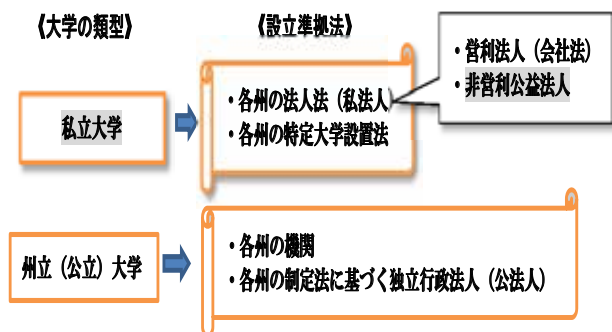 《大学の類型》
《設立準拠法》
・営利法人（会社法）
・非営利公益法人
私立大学
・各州の法人法（私法人）
・各州の特定大学設置法
州立（公立）大学
・各州の機関
・各州の制定法に基づく独立行政法人（公法人）